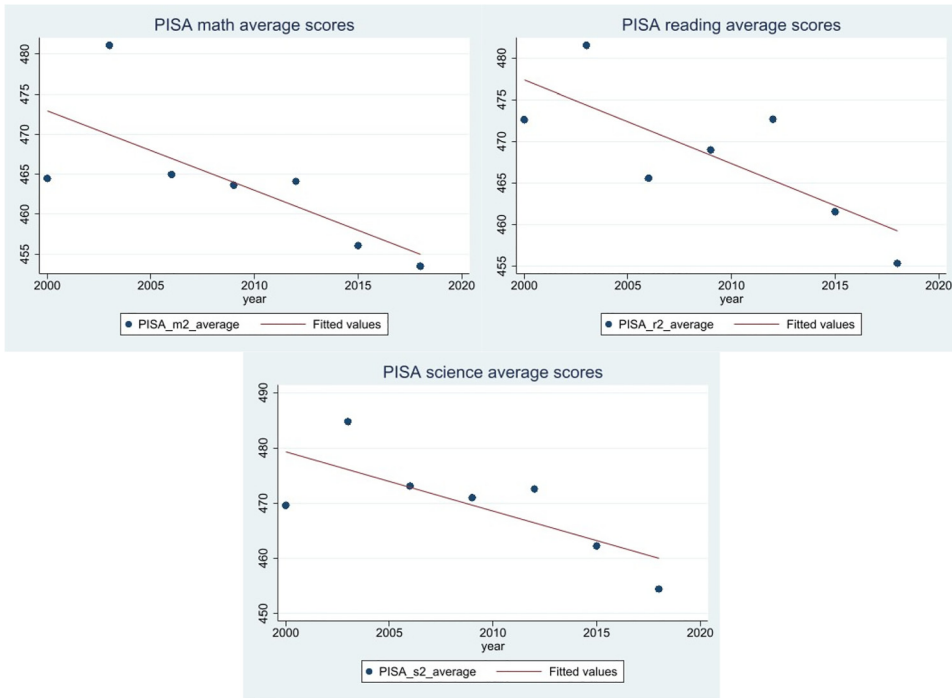 PISA math average scores
480
475
470
465
460
455
2000 2005 2010 2015 2020
year
PISA_m2_average Fitted values
PISA reading average scores
480
475
470
465
460
455
2000 2005 2010 2015 2020
year
PISA_r2_average Fitted values
PISA science average scores
490
480
470
460
450
2000 2005 2010 2015 2020
year
PISA_s2_average Fitted values